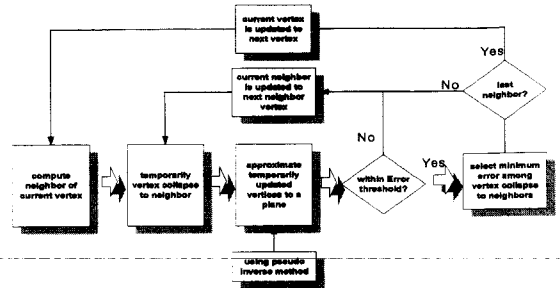 current vertex
is updated to
next vertex
Yes
current neighbor
is updated to
next neighbor
vertex
No
last
neighbor?
No
compute
neighbor of
current vertex
temporarily
vertex collapse
to neighbor
approximate
temporarily
updated
vertices to a
plane
within Error
threshold?
Yes
select minimum
error among
vertex collapse
to neighbors
using pseudo
inverse method